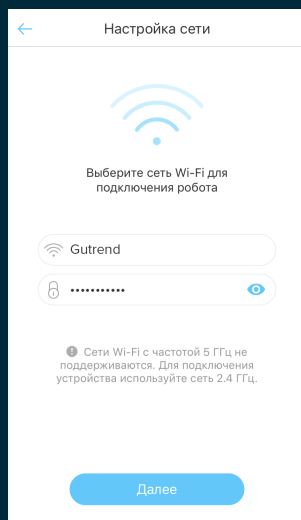 Настройка сети
Выберите сеть Wi-Fi для
подключения робота
Gutrend
•••••••••••
Сети Wi-Fi с частотой 5 ГГц не
поддерживаются. Для подключения
устройства используйте сеть 2.4 ГГц.
Далее